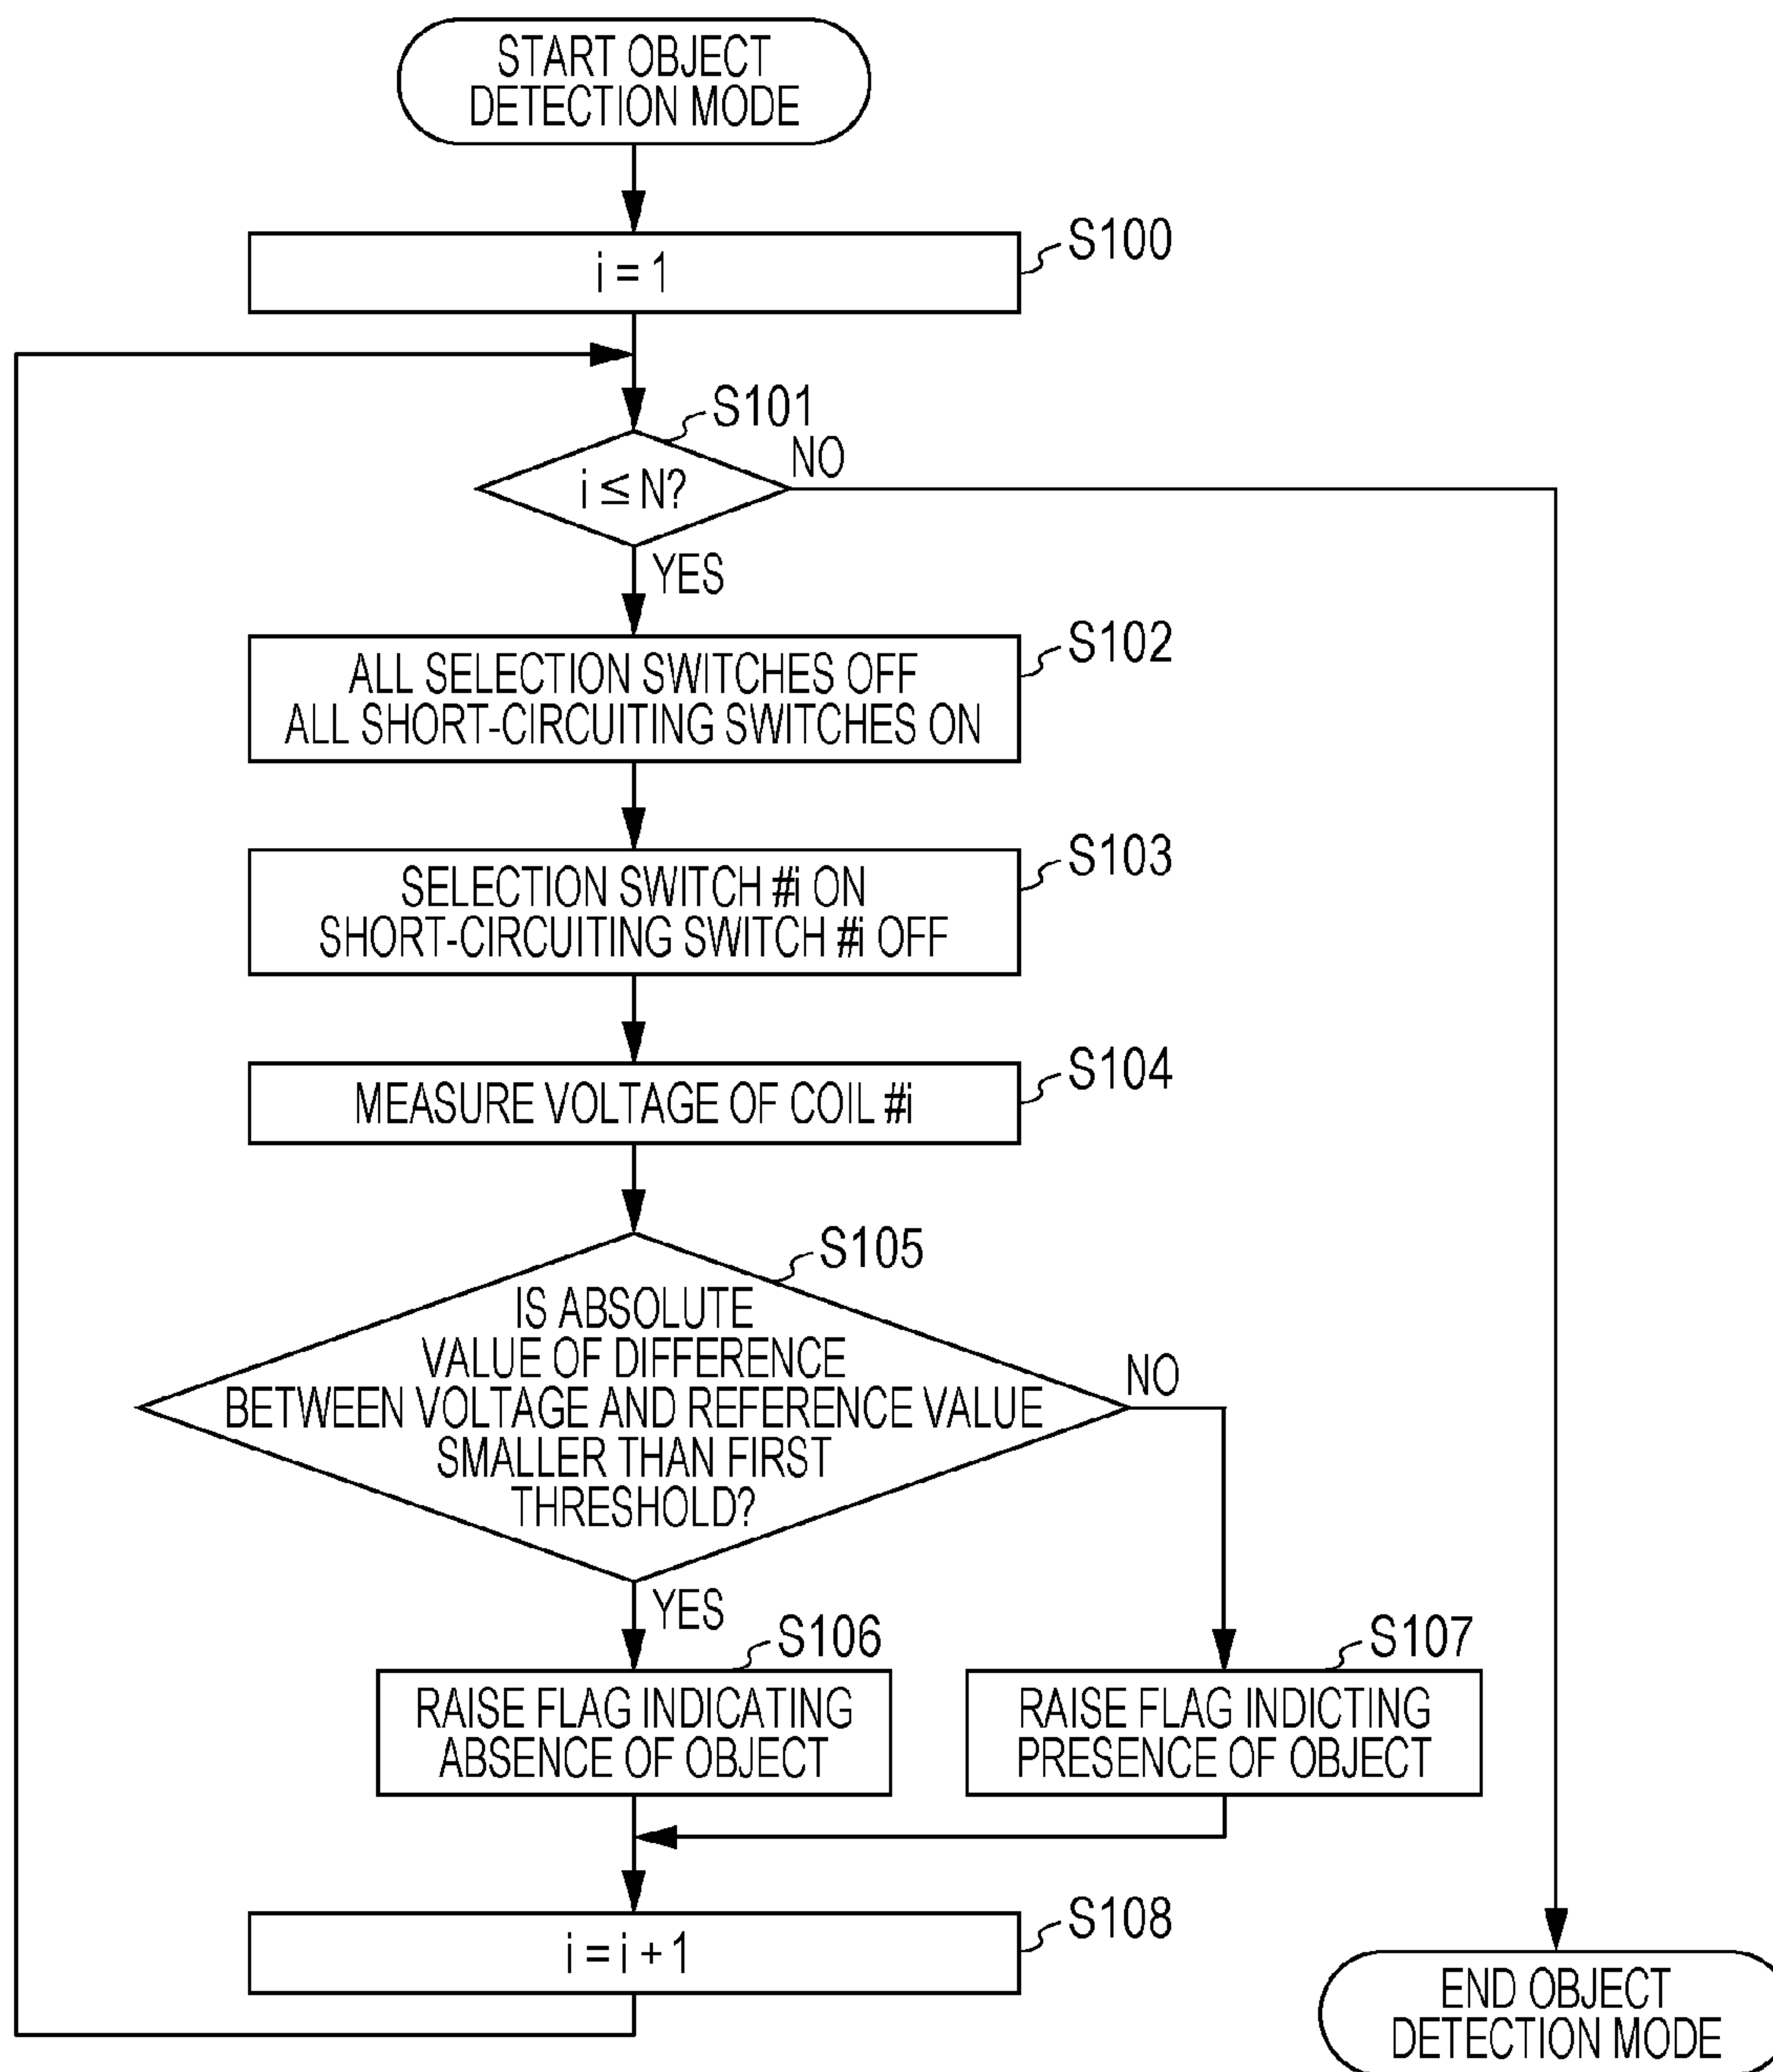 START OBJECT
DETECTION MODE
S100
i = 1
S101
i ≤ N?
NO
YES
S102
ALL SELECTION SWITCHES OFF
ALL SHORT-CIRCUITING SWITCHES ON
S103
SELECTION SWITCH #i ON
SHORT-CIRCUITING SWITCH #i OFF
S104
MEASURE VOLTAGE OF COIL #i
S105
IS ABSOLUTE
VALUE OF DIFFERENCE
BETWEEN VOLTAGE AND REFERENCE VALUE
SMALLER THAN FIRST
THRESHOLD?
NO
YES
S106
RAISE FLAG INDICATING
ABSENCE OF OBJECT
S107
RAISE FLAG INDICTING
PRESENCE OF OBJECT
S108
i = i + 1
END OBJECT
DETECTION MODE